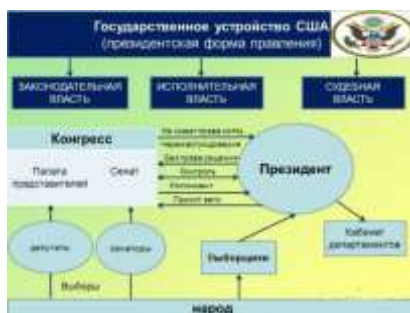 Государственное устройство США
(президентская форма правления)
ЗАКОНОДАТЕЛЬНАЯ
ВЛАСТЬ
ИСПОЛНИТЕЛЬНАЯ
ВЛАСТЬ
СУДЕБНАЯ
ВЛАСТЬ
Конгресс
Палата
представителей
Сенат
Контроль
Президент
депутаты
сенаторы
Выборщики
Кабинет
департаментов
Выборы
народ